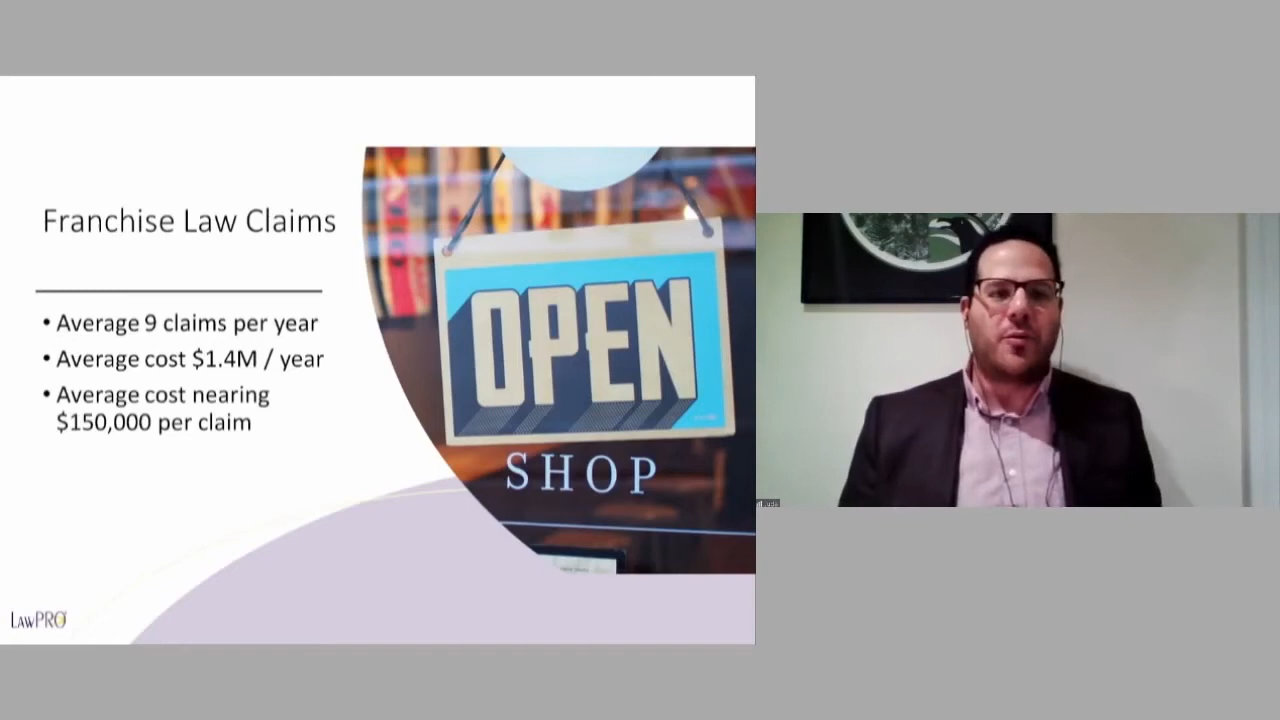 Franchise Law Claims
• Average 9 claims per year
• Average cost $1.4M / year
• Average cost nearing
$150,000 per claim
OPEN
SHOP
LAWPRO